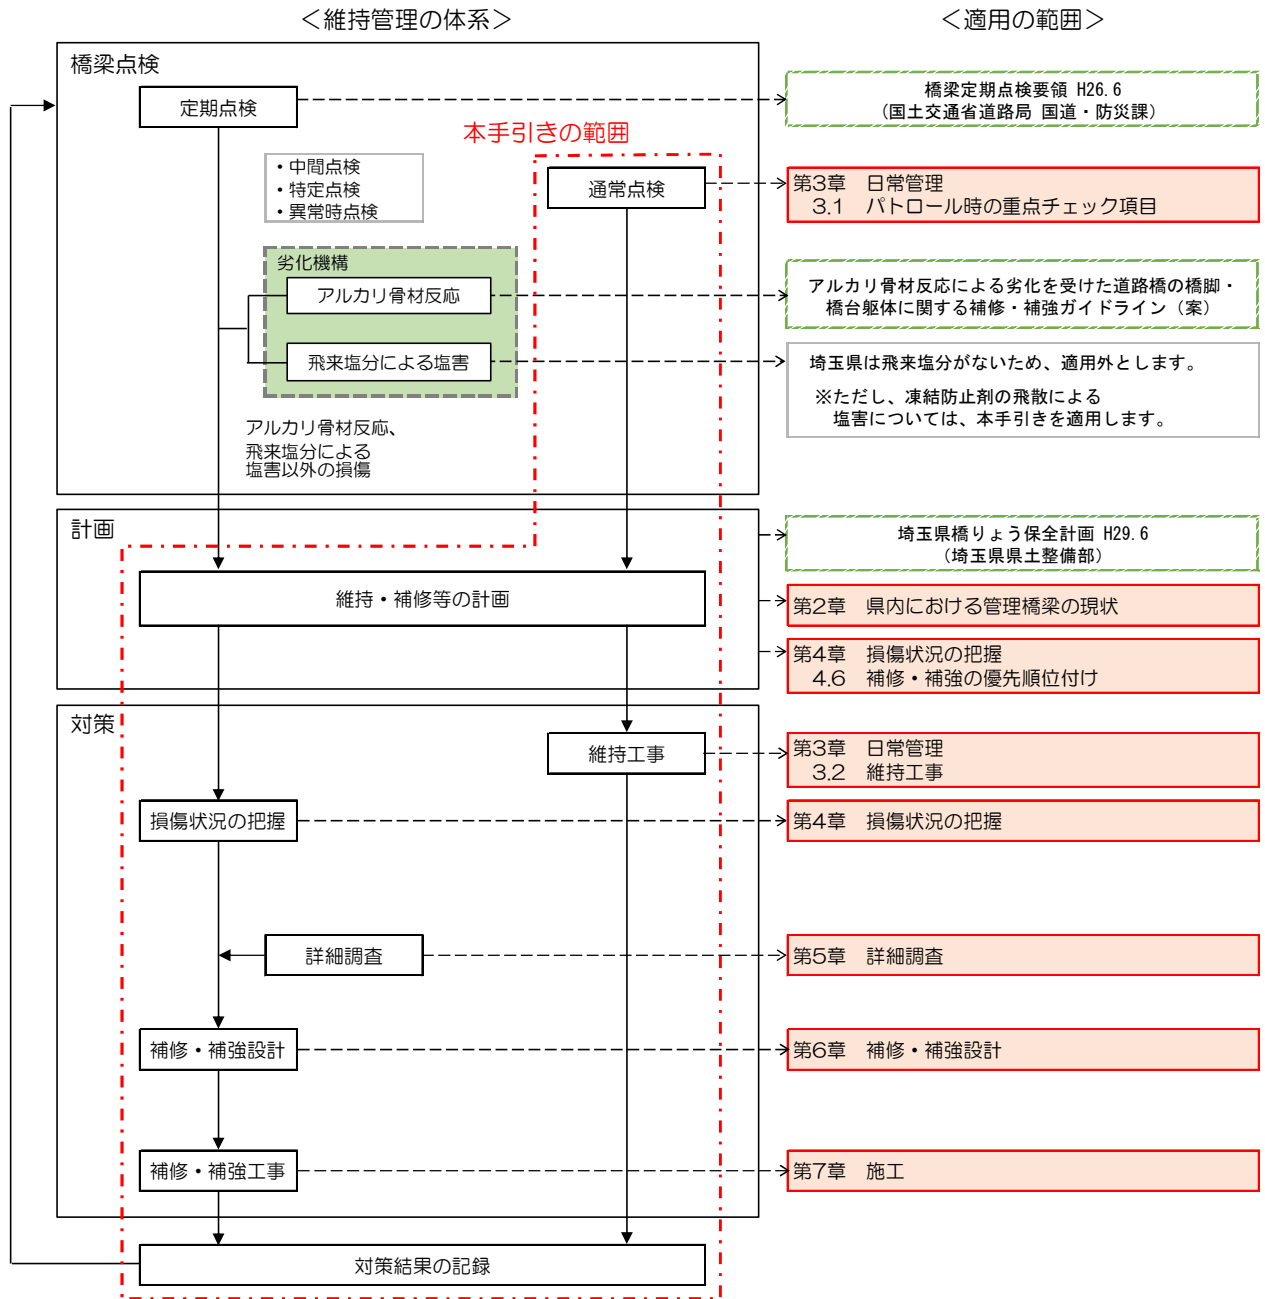 ＜維持管理の体系＞
＜適用の範囲＞
橋梁点検
定期点検
橋梁定期点検要領 H26.6
（国土交通省道路局 国道・防災課）
本手引きの範囲
・中間点検
・特定点検
・異常時点検
通常点検
第3章 日常管理
3.1 パトロール時の重点チェック項目
劣化機構
アルカリ骨材反応
アルカリ骨材反応による劣化を受けた道路橋の橋脚・
橋台躯体に関する補修・補強ガイドライン（案）
飛来塩分による塩害
埼玉県は飛来塩分がないため、適用外とします。
※ただし、凍結防止剤の飛散による
塩害については、本手引きを適用します。
アルカリ骨材反応、
飛来塩分による
塩害以外の損傷
計画
埼玉県橋りょう保全計画 H29.6
（埼玉県県土整備部）
維持・補修等の計画
第2章 県内における管理橋梁の現状
第4章 損傷状況の把握
4.6 補修・補強の優先順位付け
対策
維持工事
第3章 日常管理
3.2 維持工事
損傷状況の把握
第4章 損傷状況の把握
詳細調査
第5章 詳細調査
補修・補強設計
第6章 補修・補強設計
補修・補強工事
第7章 施工
対策結果の記録